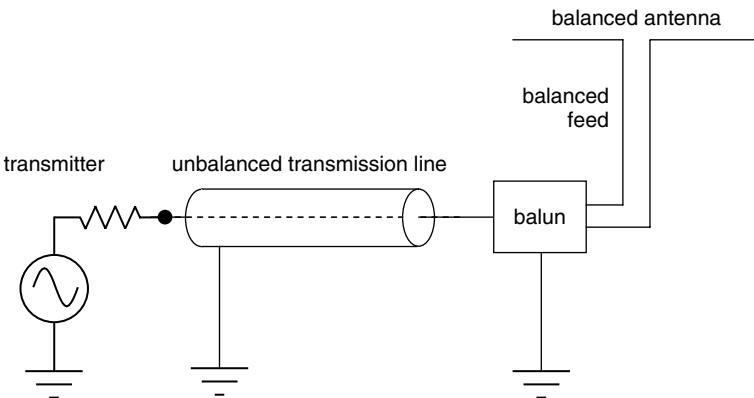 balanced antenna
balanced
feed
transmitter
unbalanced transmission line
balun